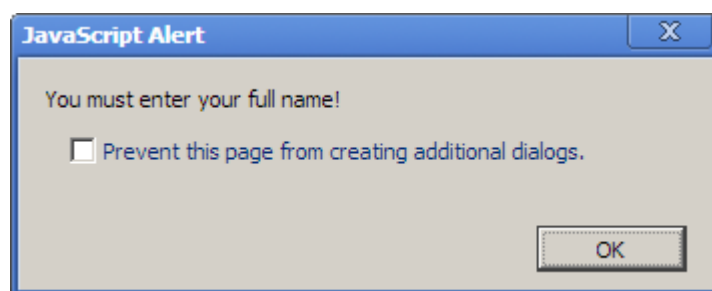 JavaScript Alert
You must enter your full name!
Prevent this page from creating additional dialogs.
OK